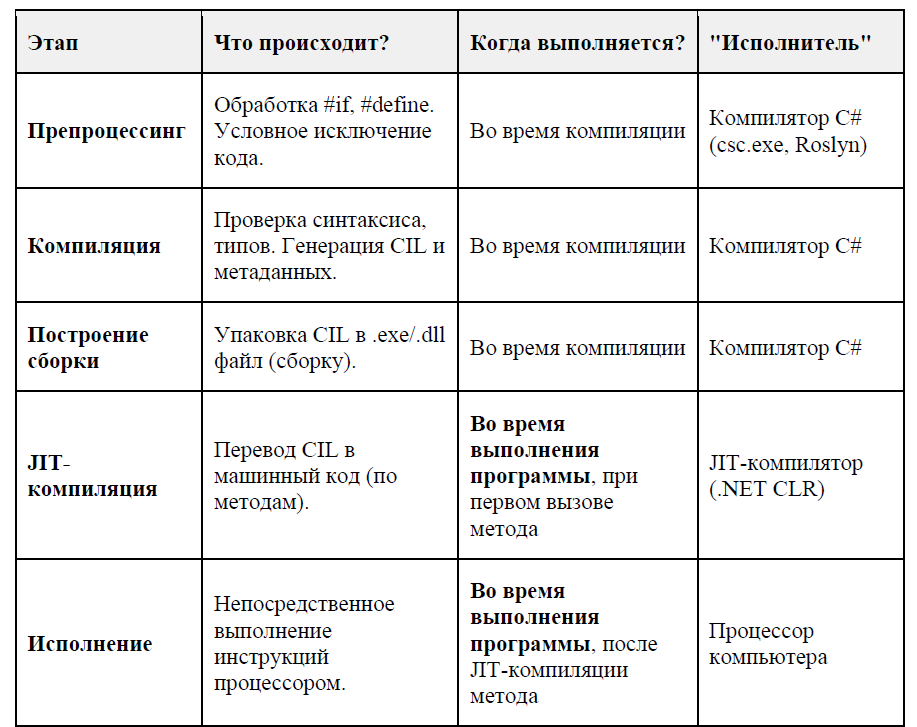 Этап
Что происходит?
Когда выполняется?
"Исполнитель"
Препроцессинг
Обработка #if, #define.
Условное исключение
кода.
Во время компиляции
Компилятор C#
(csc.exe, Roslyn)
Компиляция
Проверка синтаксиса,
типов. Генерация CIL и
метаданных.
Во время компиляции
Компилятор C#
Построение
сборки
Упаковка CIL в .exe/.dll
файл (сборку).
Во время компиляции
Компилятор C#
JIT-
компиляция
Перевод CIL в
машинный код (по
методам).
Во время
выполнения
программы, при
первом вызове
метода
JIT-компилятор
(.NET CLR)
Исполнение
Непосредственное
выполнение
инструкций
процессором.
Во время
выполнения
программы, после
JIT-компиляции
метода
Процессор
компьютера